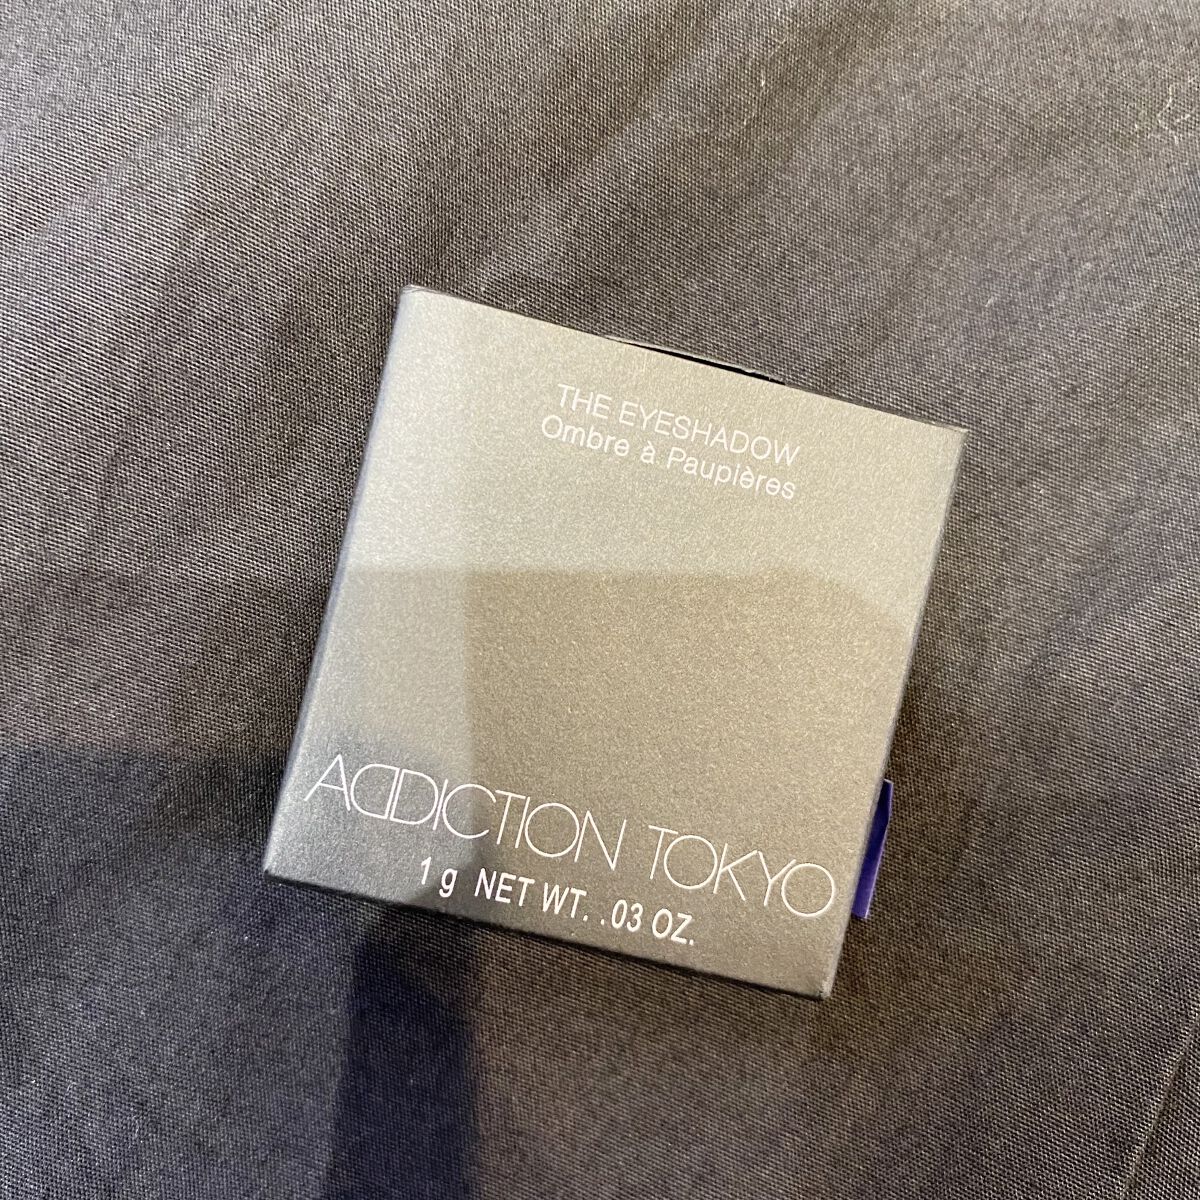 THE EYESHADOW
Ombre à Paupières
ADDICTION TOKYO
1 g NET WT. .03 OZ.